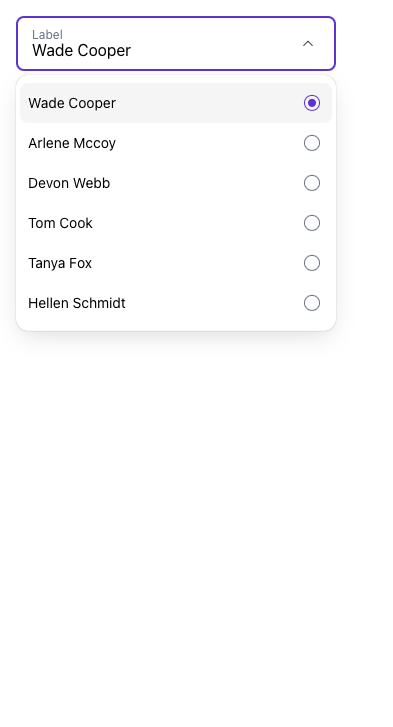 Label
Wade Cooper
Wade Cooper
Arlene Mccoy
Devon Webb
Tom Cook
Tanya Fox
Hellen Schmidt